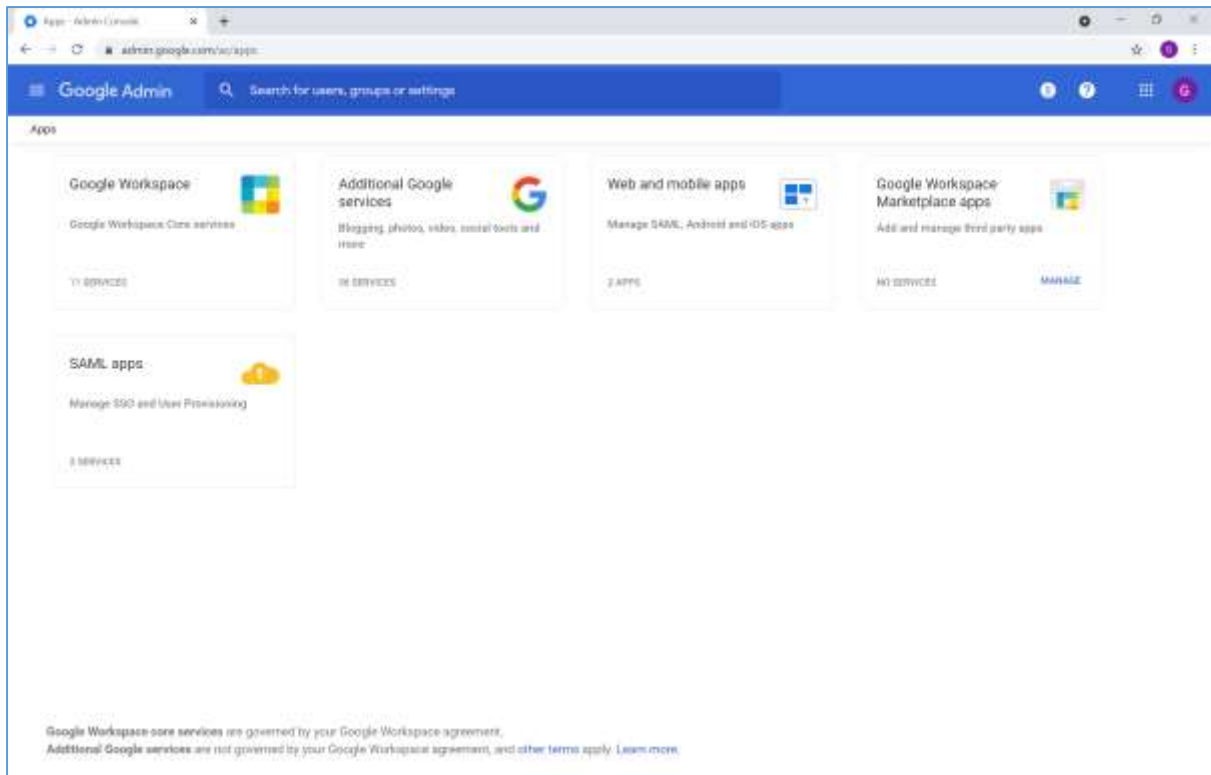 Apps - Admin Console
admin.google.com/ac/apps
Google Admin
Search for users, groups or settings
G
Apps
Google Workspace
Google Workspace Core services
11 SERVICES
Additional Google
services
Blogging, photos, video, social tools and
more
SERVICES
Web and mobile apps
Manage SAML, Android and iOS apps
2 APPS
Google Workspace
Marketplace apps
Add and manage third party apps
NO SERVICES
MANAGE
SAML apps
Manage SSO and User Provisioning
SERVICES
Google Workspace core services are governed by your Google Workspace agreement.
Additional Google services are not governed by your Google Workspace agreement, and other terms apply. Learn more.